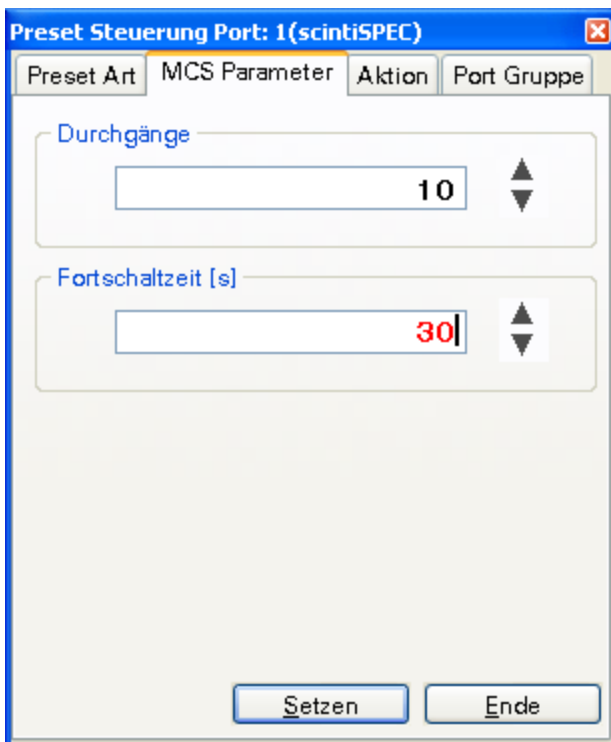 Preset Steuerung Port: 1(scintiSPEC)
Preset Art MCS Parameter Aktion Port Gruppe
Durchgänge
10
Fortschaltzeit [s]
30
Setzen Ende